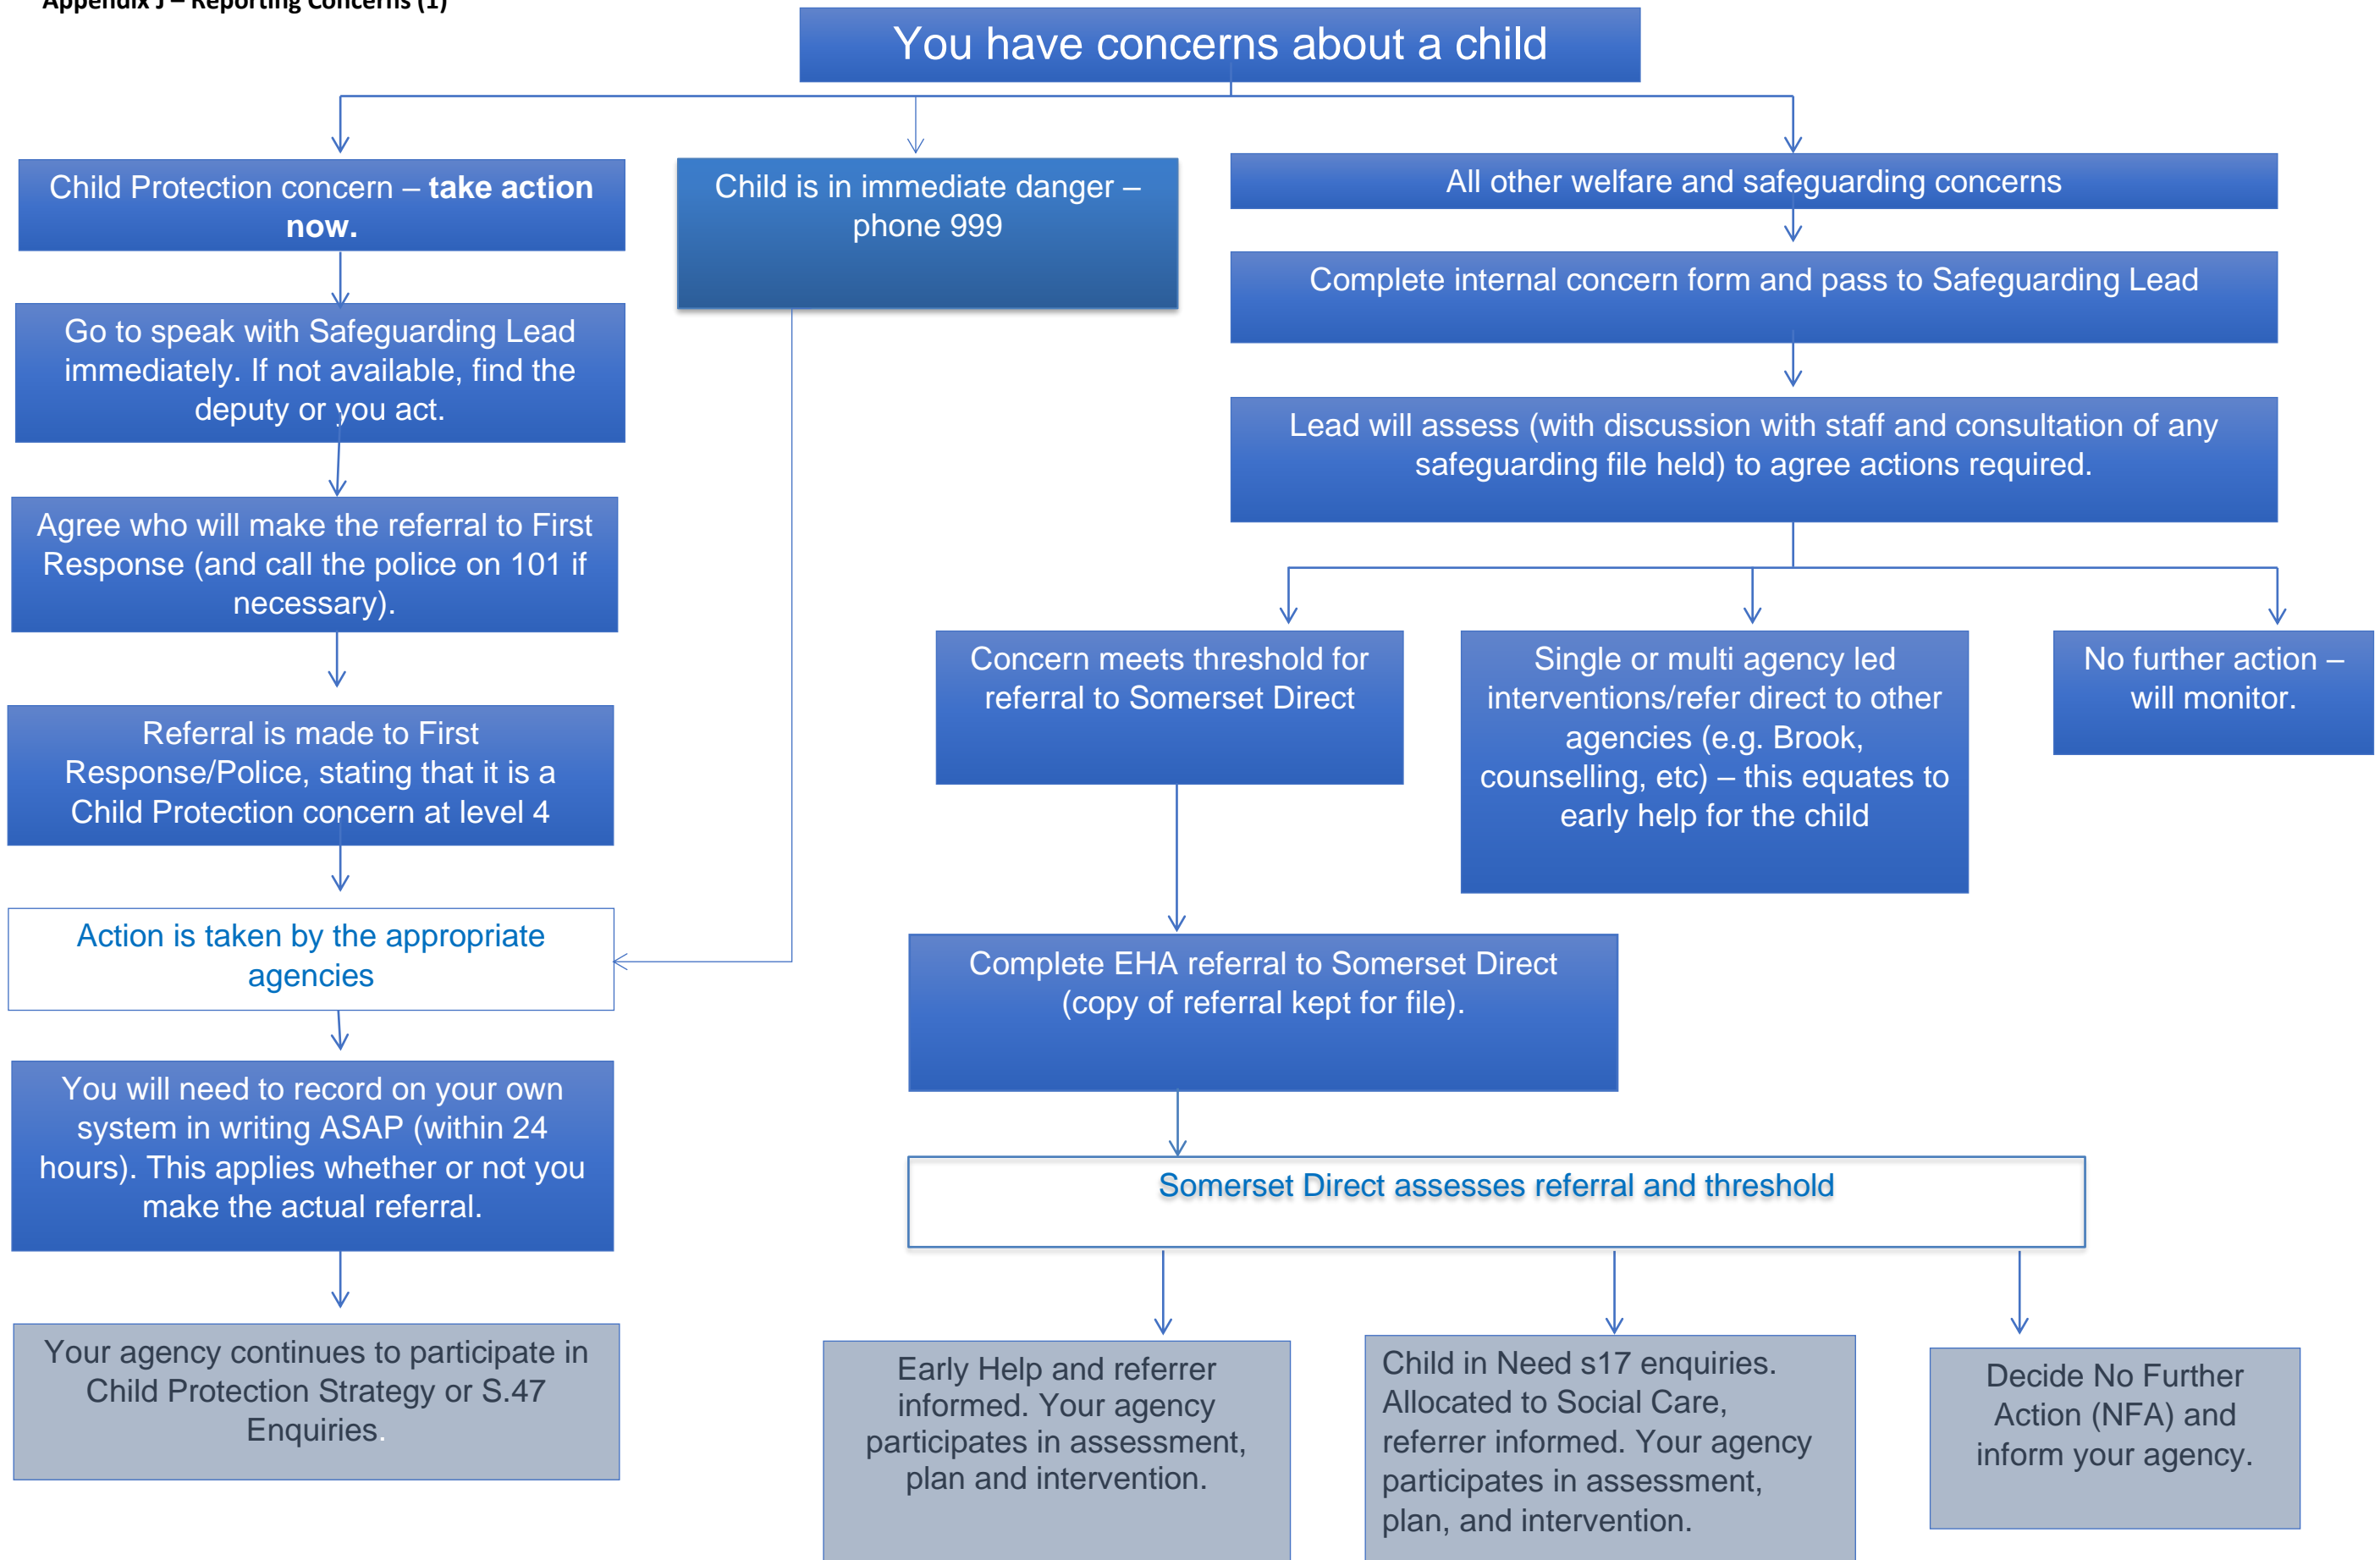 Appendix J – Reporting Concerns (1)
You have concerns about a child
Child Protection concern – take action
now.
Go to speak with Safeguarding Lead
immediately. If not available, find the
deputy or you act.
Agree who will make the referral to First
Response (and call the police on 101 if
necessary).
Referral is made to First
Response/Police, stating that it is a
Child Protection concern at level 4
Action is taken by the appropriate
agencies
You will need to record on your own
system in writing ASAP (within 24
hours). This applies whether or not you
make the actual referral.
Your agency continues to participate in
Child Protection Strategy or S.47
Enquiries.
Child is in immediate danger –
phone 999
All other welfare and safeguarding concerns
Complete internal concern form and pass to Safeguarding Lead
Lead will assess (with discussion with staff and consultation of any
safeguarding file held) to agree actions required.
Concern meets threshold for
referral to Somerset Direct
Single or multi agency led
interventions/refer direct to other
agencies (e.g. Brook,
counselling, etc) – this equates to
early help for the child
No further action –
will monitor.
Complete EHA referral to Somerset Direct
(copy of referral kept for file).
Somerset Direct assesses referral and threshold
Early Help and referrer
informed. Your agency
participates in assessment,
plan and intervention.
Child in Need s17 enquiries.
Allocated to Social Care,
referrer informed. Your agency
participates in assessment,
plan, and intervention.
Decide No Further
Action (NFA) and
inform your agency.